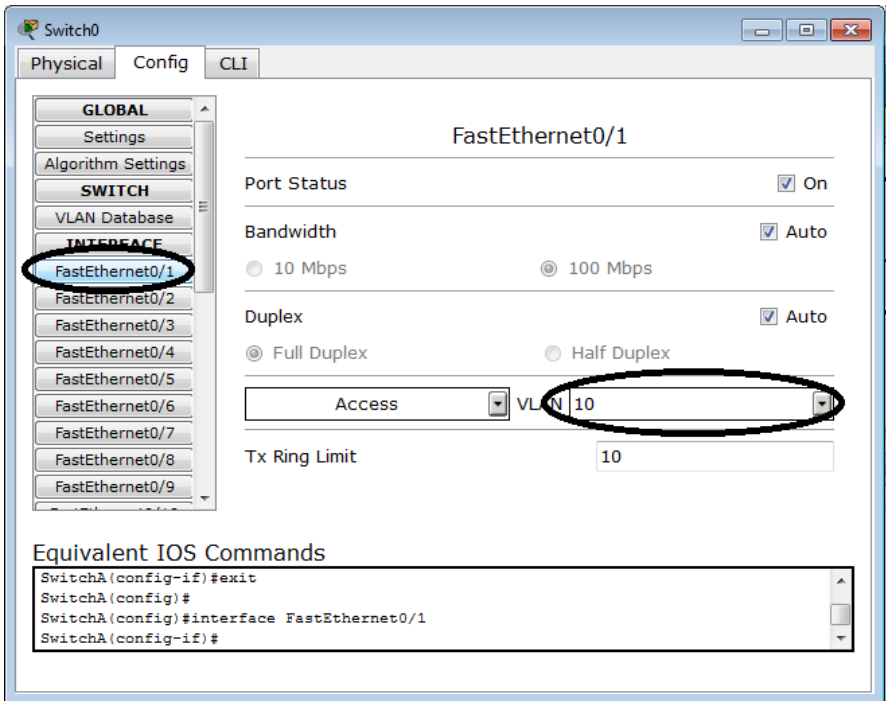 Switch0
Physical Config CLI
GLOBAL
Settings
Algorithm Settings
SWITCH
VLAN Database
INTERFACE
FastEthernet0/1
FastEthernet0/2
FastEthernet0/3
FastEthernet0/4
FastEthernet0/5
FastEthernet0/6
FastEthernet0/7
FastEthernet0/8
FastEthernet0/9
FastEthernet0/1
Port Status On
Bandwidth Auto
10 Mbps 100 Mbps
Duplex Auto
Full Duplex Half Duplex
Access VLAN 10
Tx Ring Limit 10
Equivalent IOS Commands
SwitchA(config-if)#exit
SwitchA(config)#
SwitchA(config)#interface FastEthernet0/1
SwitchA(config-if)#